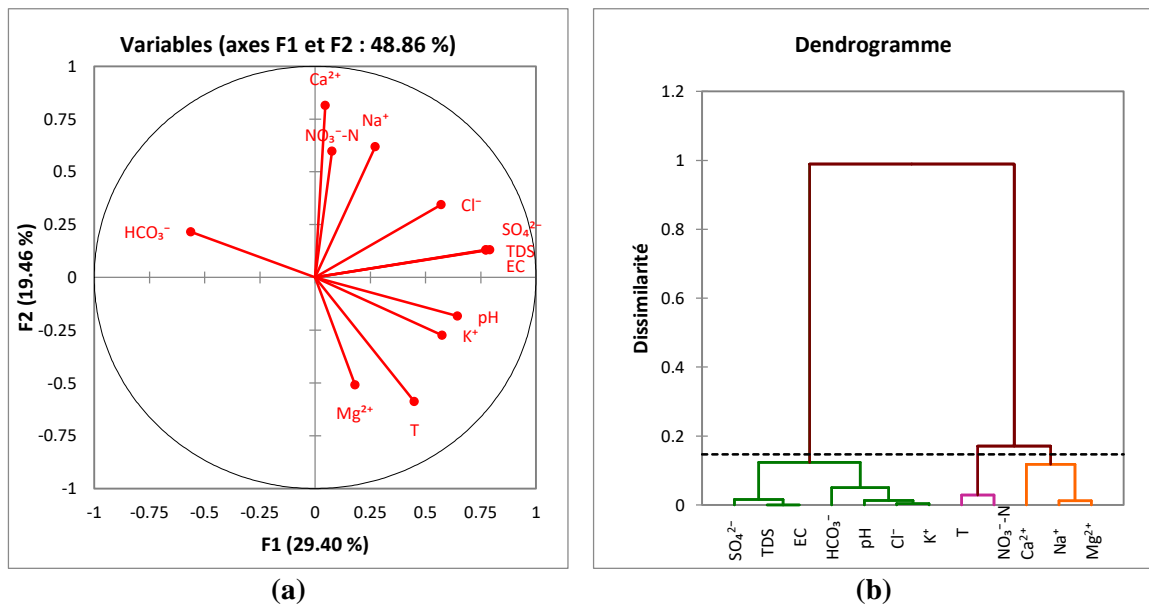 Variables (axes F1 et F2 : 48.86 %)
1
0.75
0.5
0.25
0
-0.25
-0.5
-0.75
-1
-1
-0.75
-0.5
-0.25
0
0.25
0.5
0.75
1
F2 (19.46 %)
F1 (29.40 %)
Ca²⁺
Na⁺
NO₃⁻-N
Cl⁻
HCO₃⁻
SO₄²⁻
TDS
EC
pH
K⁺
Mg²⁺
T
(a)
Dendrogramme
1.2
1
0.8
0.6
0.4
0.2
0
Dissimilarité
SO₄²⁻
TDS
EC
HCO₃⁻
pH
Cl⁻
K⁺
T
NO₃⁻-N
Ca²⁺
Na⁺
Mg²⁺
(b)